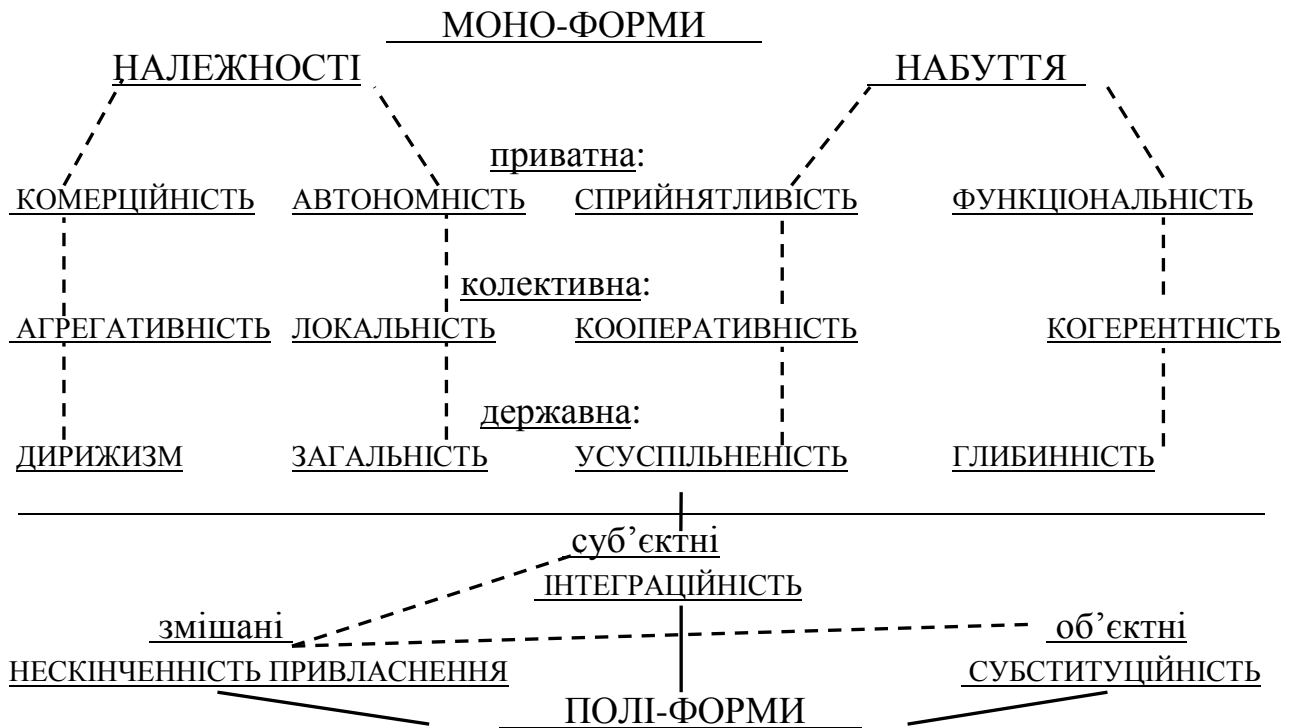 МОНО-ФОРМИ
НАЛЕЖНОСТІ НАБУТТЯ
приватна:
КОМЕРЦІЙНІСТЬ АВТОНОМНІСТЬ СПРИЙНЯТЛИВІСТЬ ФУНКЦІОНАЛЬНІСТЬ
колективна:
АГРЕГАТИВНІСТЬ ЛОКАЛЬНІСТЬ КООПЕРАТИВНІСТЬ КОГЕРЕНТНІСТЬ
державна:
ДИРИЖИЗМ ЗАГАЛЬНІСТЬ УСУСПІЛЬНЕНІСТЬ ГЛИБИННІСТЬ
суб’єктні
ІНТЕГРАЦІЙНІСТЬ
змішані об’єктні
НЕСКІНЧЕННІСТЬ ПРИВЛАСНЕННЯ СУБСТИТУЦІЙНІСТЬ
ПОЛІ-ФОРМИ